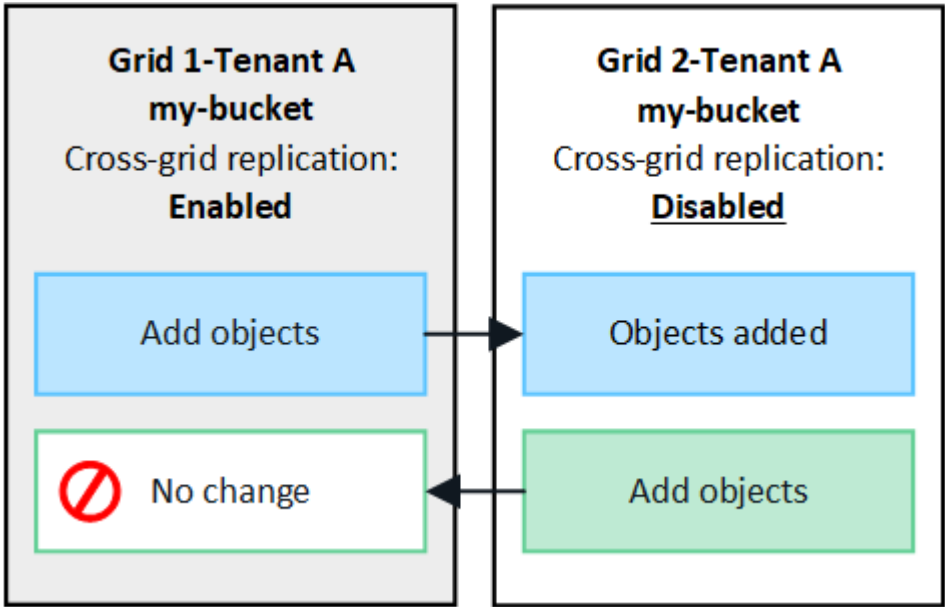 Grid 1-Tenant A
my-bucket
Cross-grid replication:
Enabled
Add objects
No change
Grid 2-Tenant A
my-bucket
Cross-grid replication:
Disabled
Objects added
Add objects